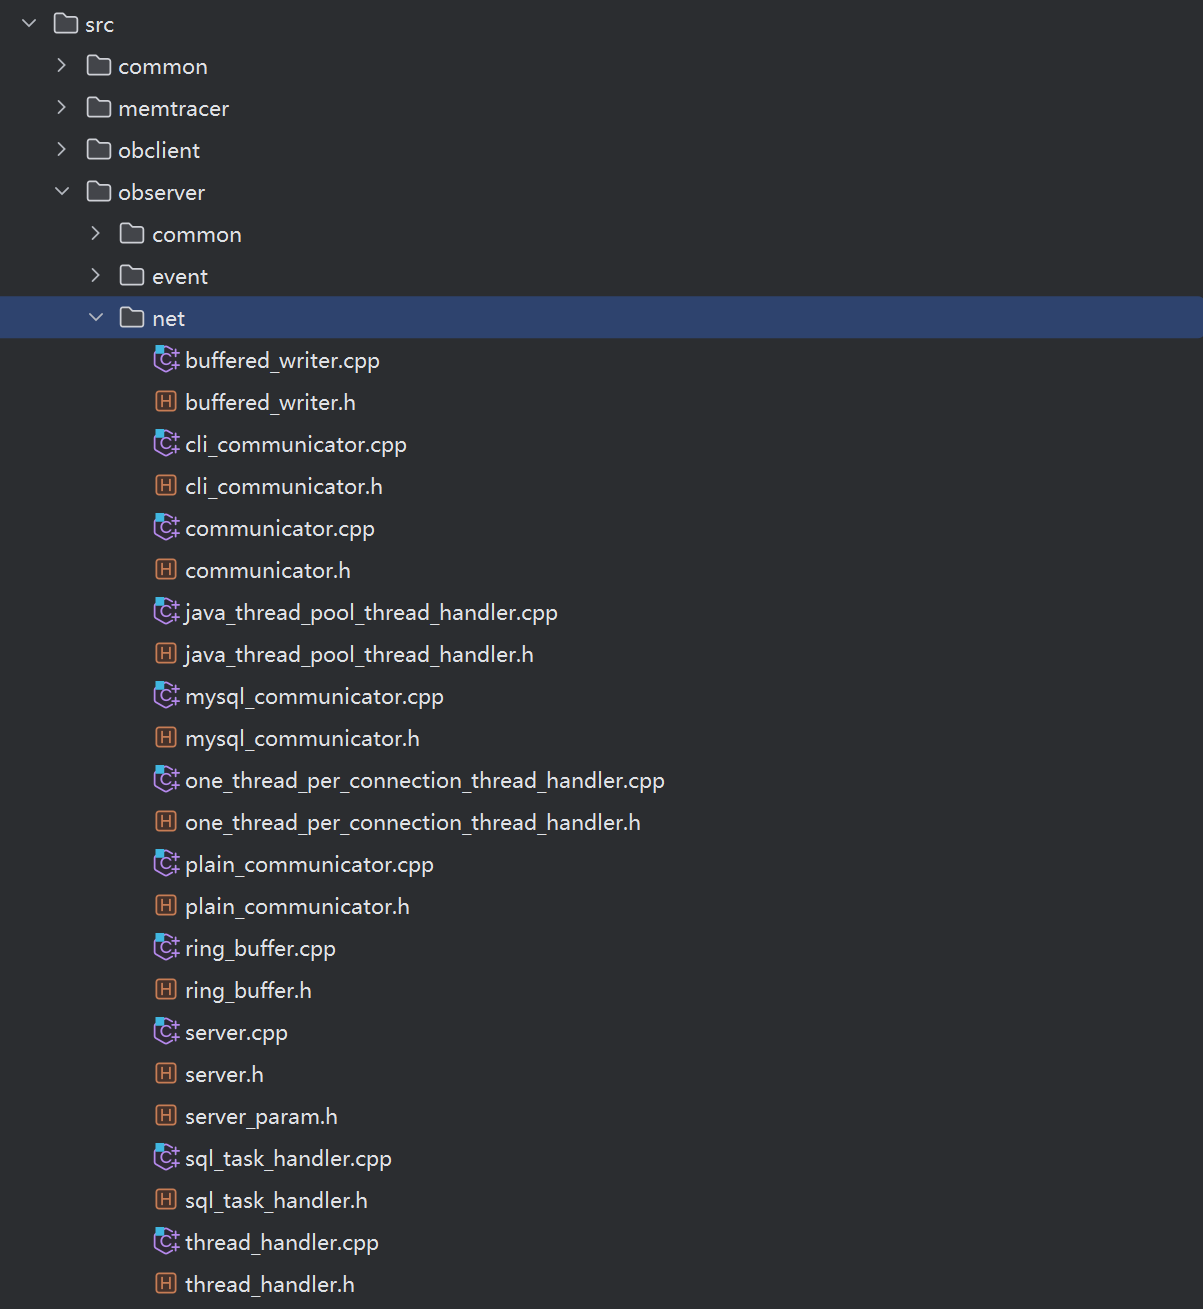 src
common
memtracer
obclient
observer
common
event
net
buffered_writer.cpp
buffered_writer.h
cli_communicator.cpp
cli_communicator.h
communicator.cpp
communicator.h
java_thread_pool_thread_handler.cpp
java_thread_pool_thread_handler.h
mysql_communicator.cpp
mysql_communicator.h
one_thread_per_connection_thread_handler.cpp
one_thread_per_connection_thread_handler.h
plain_communicator.cpp
plain_communicator.h
ring_buffer.cpp
ring_buffer.h
server.cpp
server.h
server_param.h
sql_task_handler.cpp
sql_task_handler.h
thread_handler.cpp
thread_handler.h